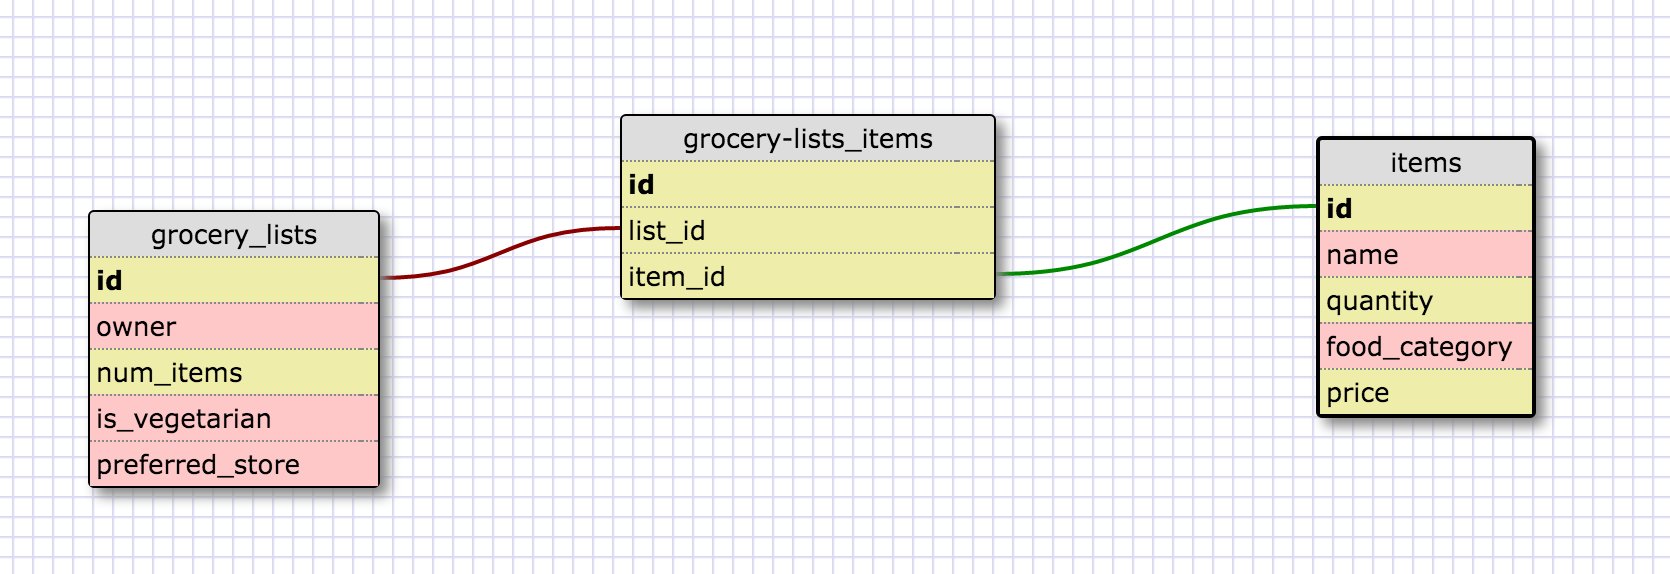 grocery_lists
id
owner
num_items
is_vegetarian
preferred_store
grocery-lists_items
id
list_id
item_id
items
id
name
quantity
food_category
price